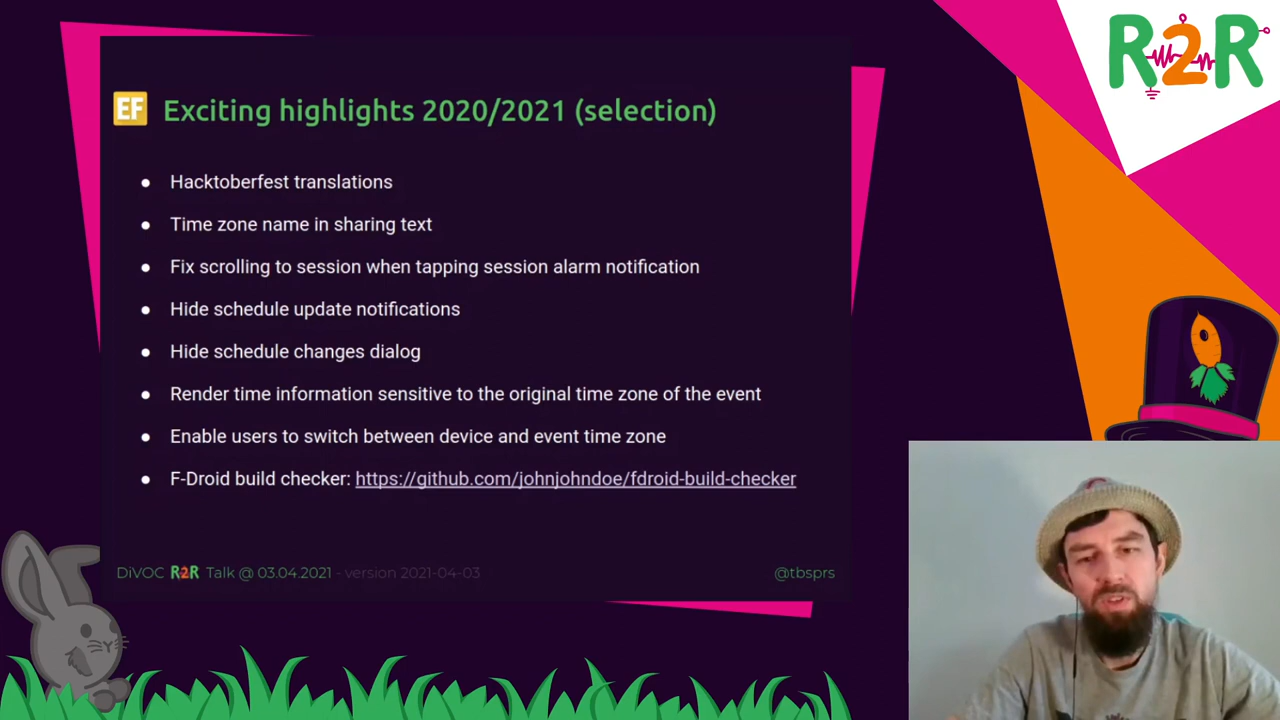 R2R
EF Exciting highlights 2020/2021 (selection)
● Hacktoberfest translations
● Time zone name in sharing text
● Fix scrolling to session when tapping session alarm notification
● Hide schedule update notifications
● Hide schedule changes dialog
● Render time information sensitive to the original time zone of the event
● Enable users to switch between device and event time zone
● F-Droid build checker: https://github.com/johnjohndoe/fdroid-build-checker
DiVOC R2R Talk @ 03.04.2021 - version 2021-04-03 @tbsprs